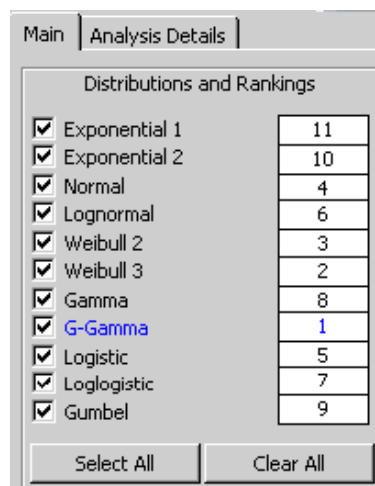 Main Analysis Details
Distributions and Rankings
Exponential 1 11
Exponential 2 10
Normal 4
Lognormal 6
Weibull 2 3
Weibull 3 2
Gamma 8
G-Gamma 1
Logistic 5
Loglogistic 7
Gumbel 9
Select All Clear All